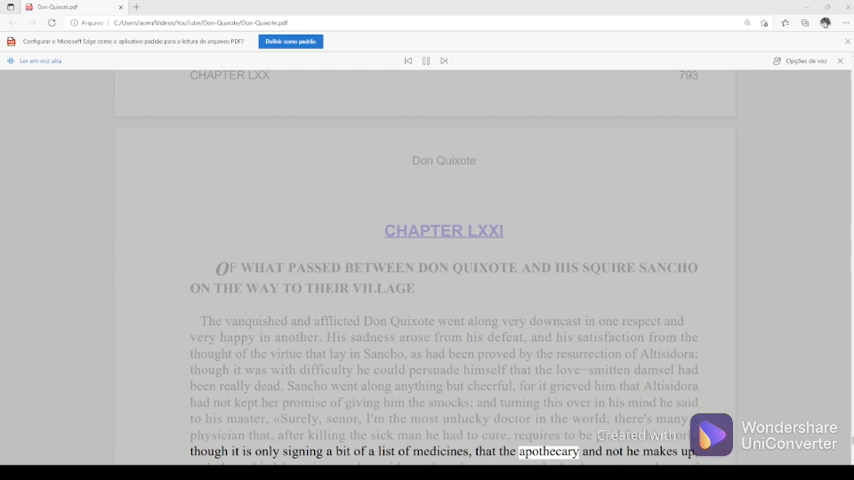 Don-Quixote.pdf
Arquivo
C:/Users/aoms/Videos/YouTube/Don-Quixote/Don-Quixote.pdf
Configurar o Microsoft Edge como o aplicativo padrão para a leitura de arquivos PDF?
Definir como padrão
Ler em voz alta
Opções de voz
CHAPTER LXX
793
Don Quixote
CHAPTER LXXI
OF WHAT PASSED BETWEEN DON QUIXOTE AND HIS SQUIRE SANCHO
ON THE WAY TO THEIR VILLAGE
The vanquished and afflicted Don Quixote went along very downcast in one respect and
very happy in another. His sadness arose from his defeat, and his satisfaction from the
thought of the virtue that lay in Sancho, as had been proved by the resurrection of Altisidora;
though it was with difficulty he could persuade himself that the love−smitten damsel had
been really dead. Sancho went along anything but cheerful, for it grieved him that Altisidora
had not kept her promise of giving him the smocks; and turning this over in his mind he said
to his master, «Surely, senor, I'm the most unlucky doctor in the world; there's many
physician that, after killing the sick man he had to cure, requires to be
though it is only signing a bit of a list of medicines, that the apothecary and not he makes up,
Created with
Wondershare
UniConverter